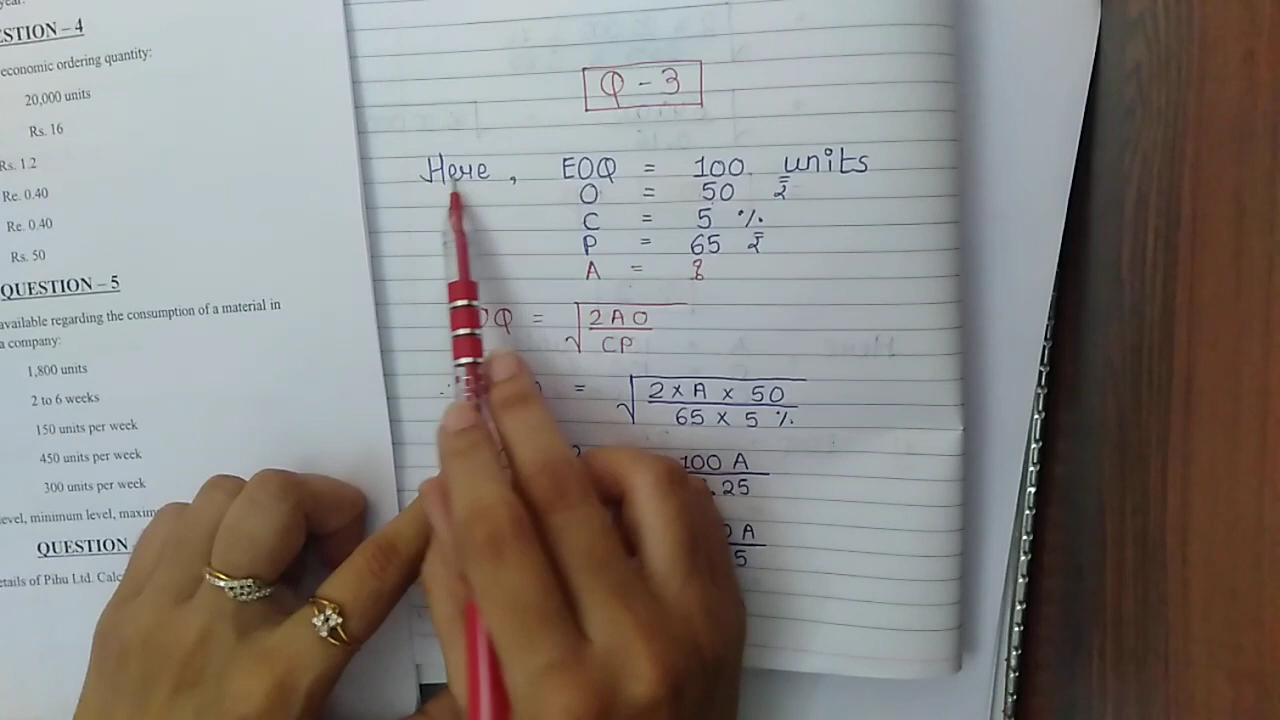 year.
ESTION – 4
economic ordering quantity:
20,000 units
Rs. 16
Rs. 1.2
Re. 0.40
Re. 0.40
Rs. 50
QUESTION – 5
available regarding the consumption of a material in
a company:
1,800 units
2 to 6 weeks
150 units per week
450 units per week
300 units per week
level, minimum level, maxim
QUESTION
etails of Pihu Ltd. Calc
Q - 3
Here, EOQ = 100 units
O = 50 ₹
C = 5 %
P = 65 ₹
A = ?
OQ = √ 2AO
CP
= √ 2 × A × 50
65 × 5 %
100 A
.25
0 A
5